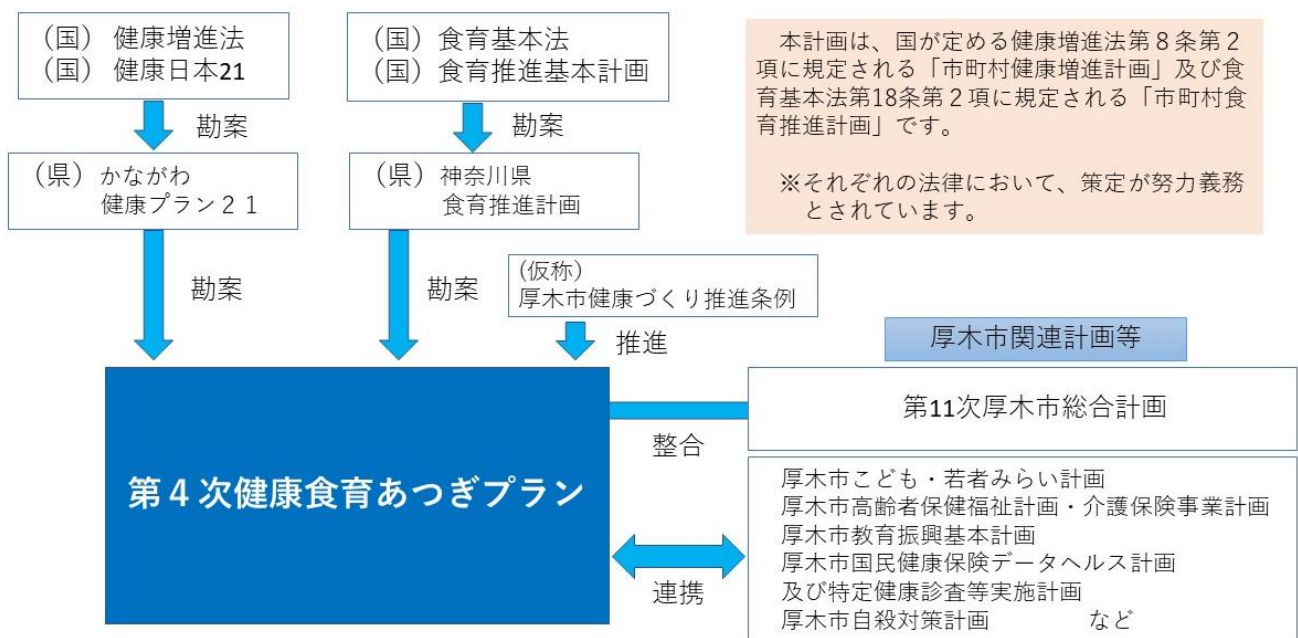 （国）健康増進法
（国）健康日本21
勘案
（県）かながわ
健康プラン２１
勘案
（国）食育基本法
（国）食育推進基本計画
勘案
（県）神奈川県
食育推進計画
勘案
(仮称)
厚木市健康づくり推進条例
推進
本計画は、国が定める健康増進法第８条第２
項に規定される「市町村健康増進計画」及び食
育基本法第18条第２項に規定される「市町村食
育推進計画」です。
※それぞれの法律において、策定が努力義務
とされています。
第４次健康食育あつぎプラン
厚木市関連計画等
第11次厚木市総合計画
整合
厚木市こども・若者みらい計画
厚木市高齢者保健福祉計画・介護保険事業計画
厚木市教育振興基本計画
厚木市国民健康保険データヘルス計画
及び特定健康診査等実施計画
厚木市自殺対策計画　など
連携